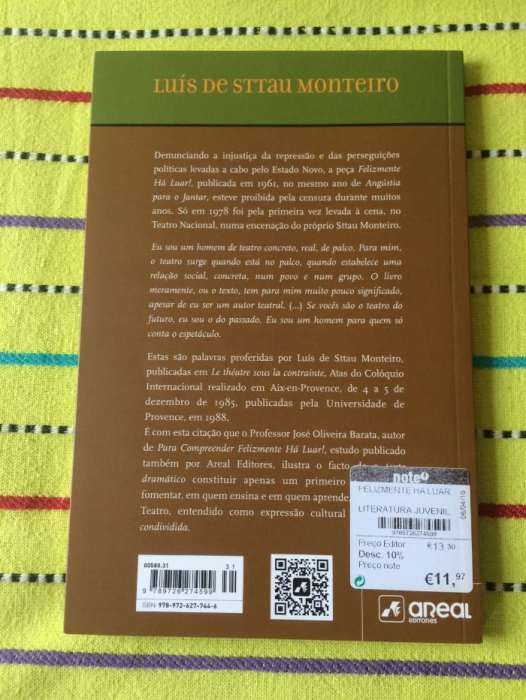 LUÍS DE STTAU MONTEIRO
Denunciando a injustiça da repressão e das perseguições
políticas levadas a cabo pelo Estado Novo, a peça Felizmente
Há Luar!, publicada em 1961, no mesmo ano de Angústia
para o Jantar, esteve proibida pela censura durante muitos
anos. Só em 1978 foi pela primeira vez levada à cena, no
Teatro Nacional, numa encenação do próprio Sttau Monteiro.
Eu sou um homem de teatro concreto, real, de palco. Para mim,
o teatro surge quando está no palco, quando estabelece uma
relação social, concreta, num povo e num grupo. O livro
meramente, ou o texto, tem para mim muito pouco significado,
apesar de eu ser um autor teatral. (...) Se vocês são o teatro do
futuro, eu sou o do passado. Eu sou um homem para quem só
conta o espetáculo.
Estas são palavras proferidas por Luís de Sttau Monteiro,
publicadas em Le théatre sous la contrainte, Atas do Colóquio
Internacional realizado em Aix-en-Provence, de 4 a 5 de
dezembro de 1985, publicadas pela Universidade de
Provence, em 1988.
É com esta citação que o Professor José Oliveira Barata, autor
de Para Compreender Felizmente Há Luar!, estudo publicado
também por Areal Editores, ilustra o facto de
dramático constituir apenas um primeiro
fomentar, em quem ensina e em quem aprende
Teatro, entendido como expressão cultural
condividida.
note!
FELIZMENTE HA LUAR
06/04/15
LITERATURA JUVENIL
9789726274599
Preço Editor €13,30
Desc. 10%
Preço note
€11,97
00580.31
31
9 789726 274599
ISBN 978-972-627-744-6
AREAL
EDITORES